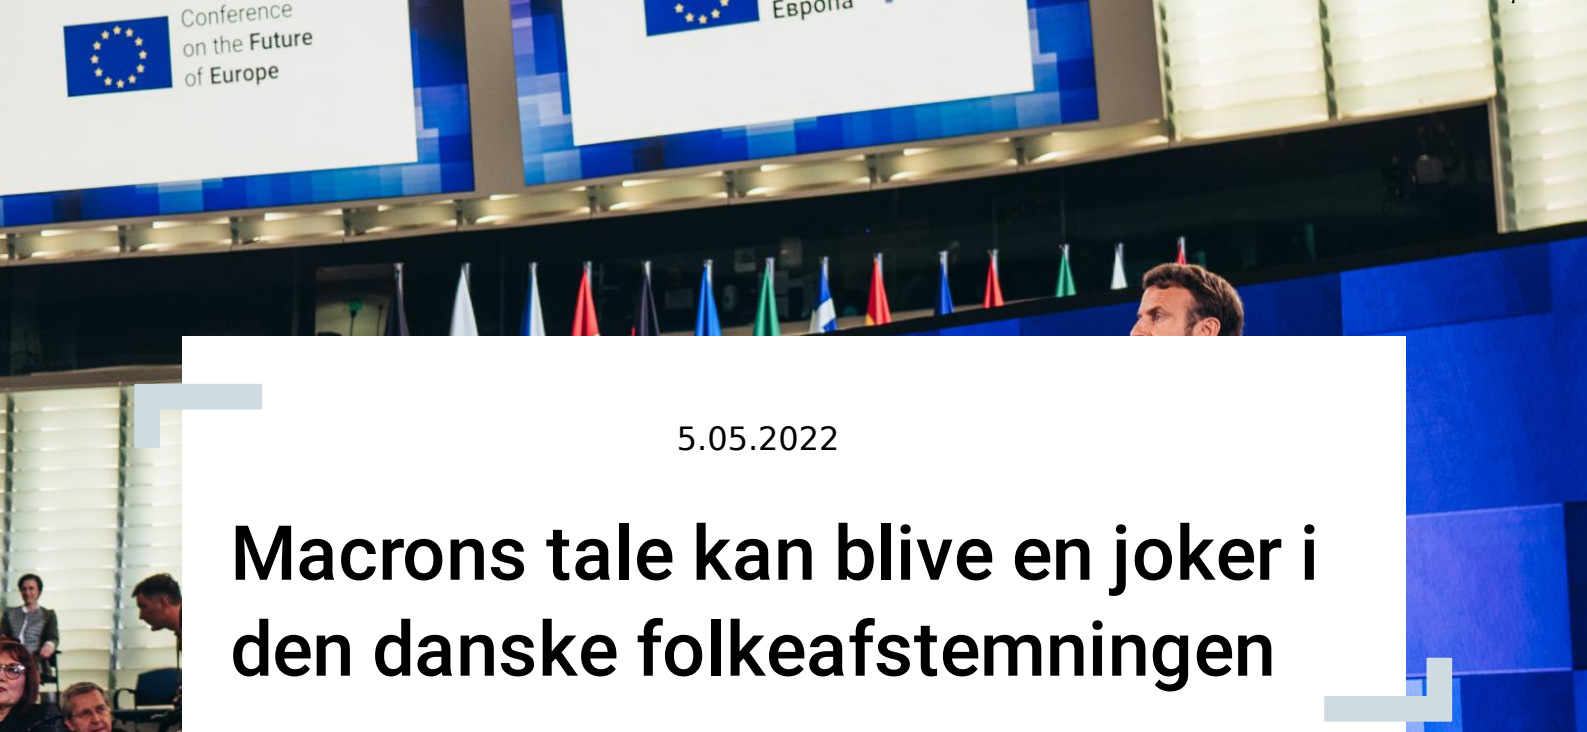 Conference
on the Future
of Europe
Европа
5.05.2022
Macrons tale kan blive en joker i
den danske folkeafstemningen